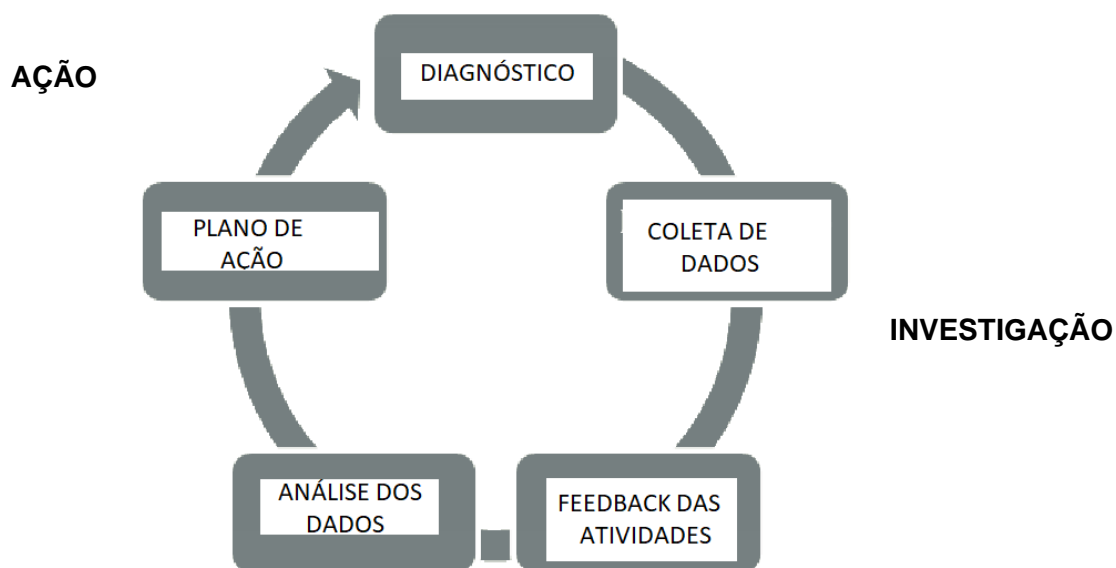 AÇÃO
DIAGNÓSTICO
COLETA DE
DADOS
INVESTIGAÇÃO
FEEDBACK DAS
ATIVIDADES
ANÁLISE DOS
DADOS
PLANO DE
AÇÃO